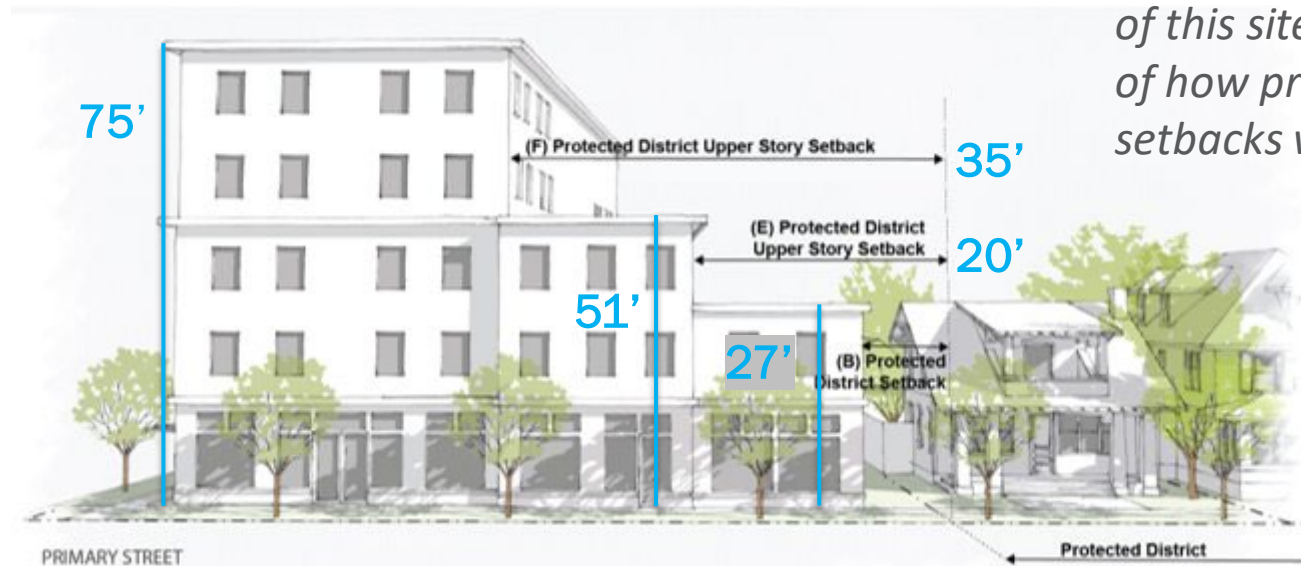 of this site
of how pr
setbacks w
75’
(F) Protected District Upper Story Setback
35’
(E) Protected District
Upper Story Setback
20’
51’
27’
(B) Protected
District Setback
PRIMARY STREET
Protected District